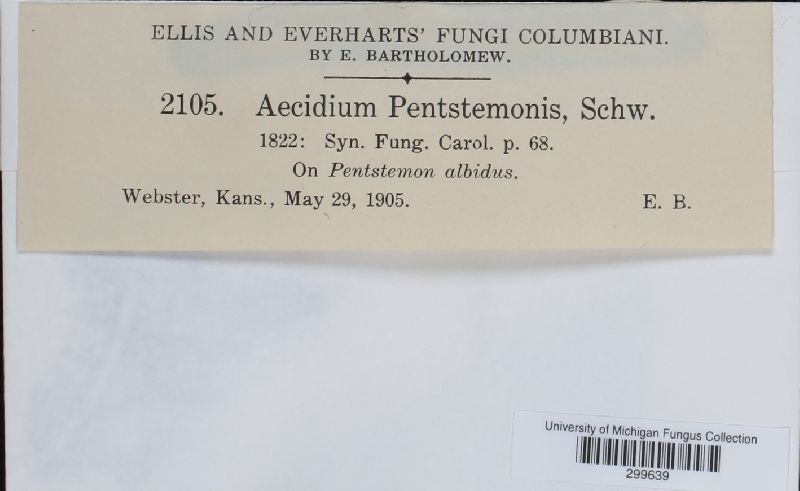 ELLIS AND EVERHARTS' FUNGI COLUMBIANI.
BY E. BARTHOLOMEW.
2105. Aecidium Pentstemonis, Schw.
1822: Syn. Fung. Carol. p. 68.
On Pentstemon albidus.
Webster, Kans., May 29, 1905. E. B.
University of Michigan Fungus Collection
299639